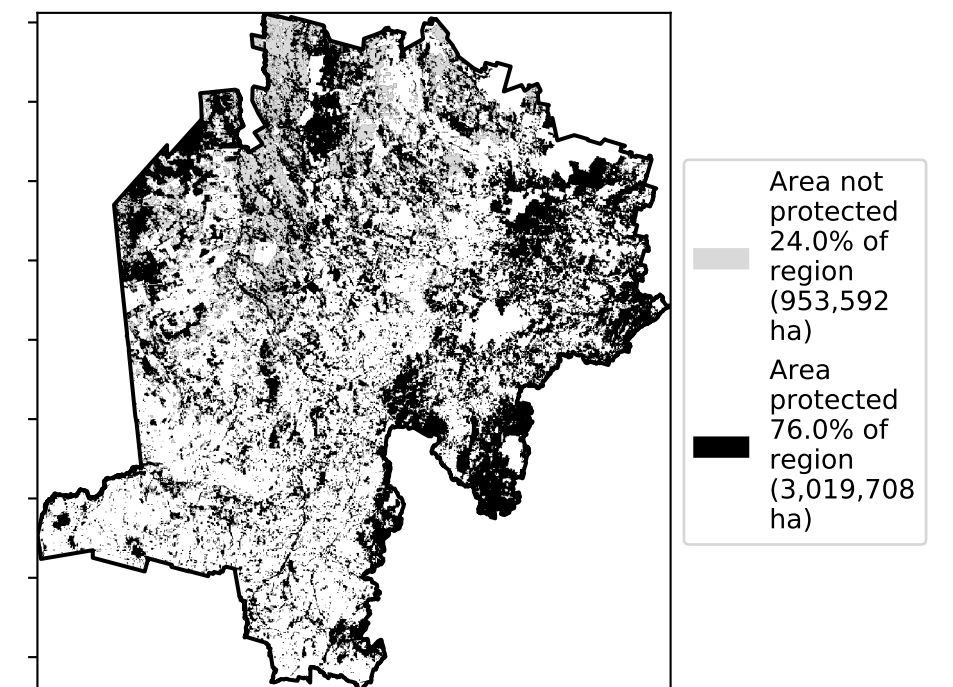 Area not
protected
24.0% of
region
(953,592
ha)
Area
protected
76.0% of
region
(3,019,708
ha)